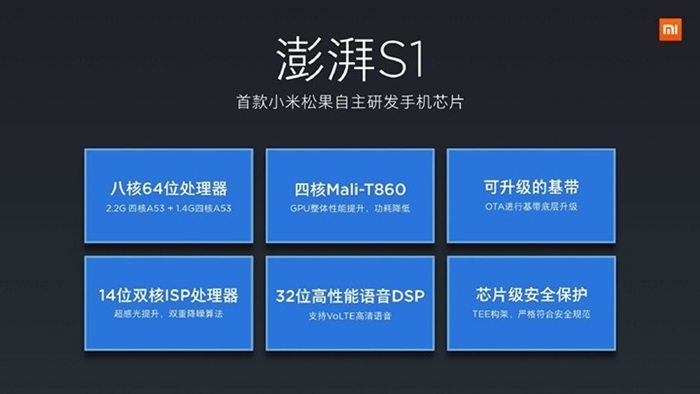 mi
澎湃S1
首款小米松果自主研发手机芯片
八核64位处理器
2.2G 四核A53 + 1.4G四核A53
四核Mali-T860
GPU整体性能提升，功耗降低
可升级的基带
OTA进行基带底层升级
14位双核ISP处理器
超感光提升，双重降噪算法
32位高性能语音DSP
支持VoLTE高清语音
芯片级安全保护
TEE构架，严格符合安全规范